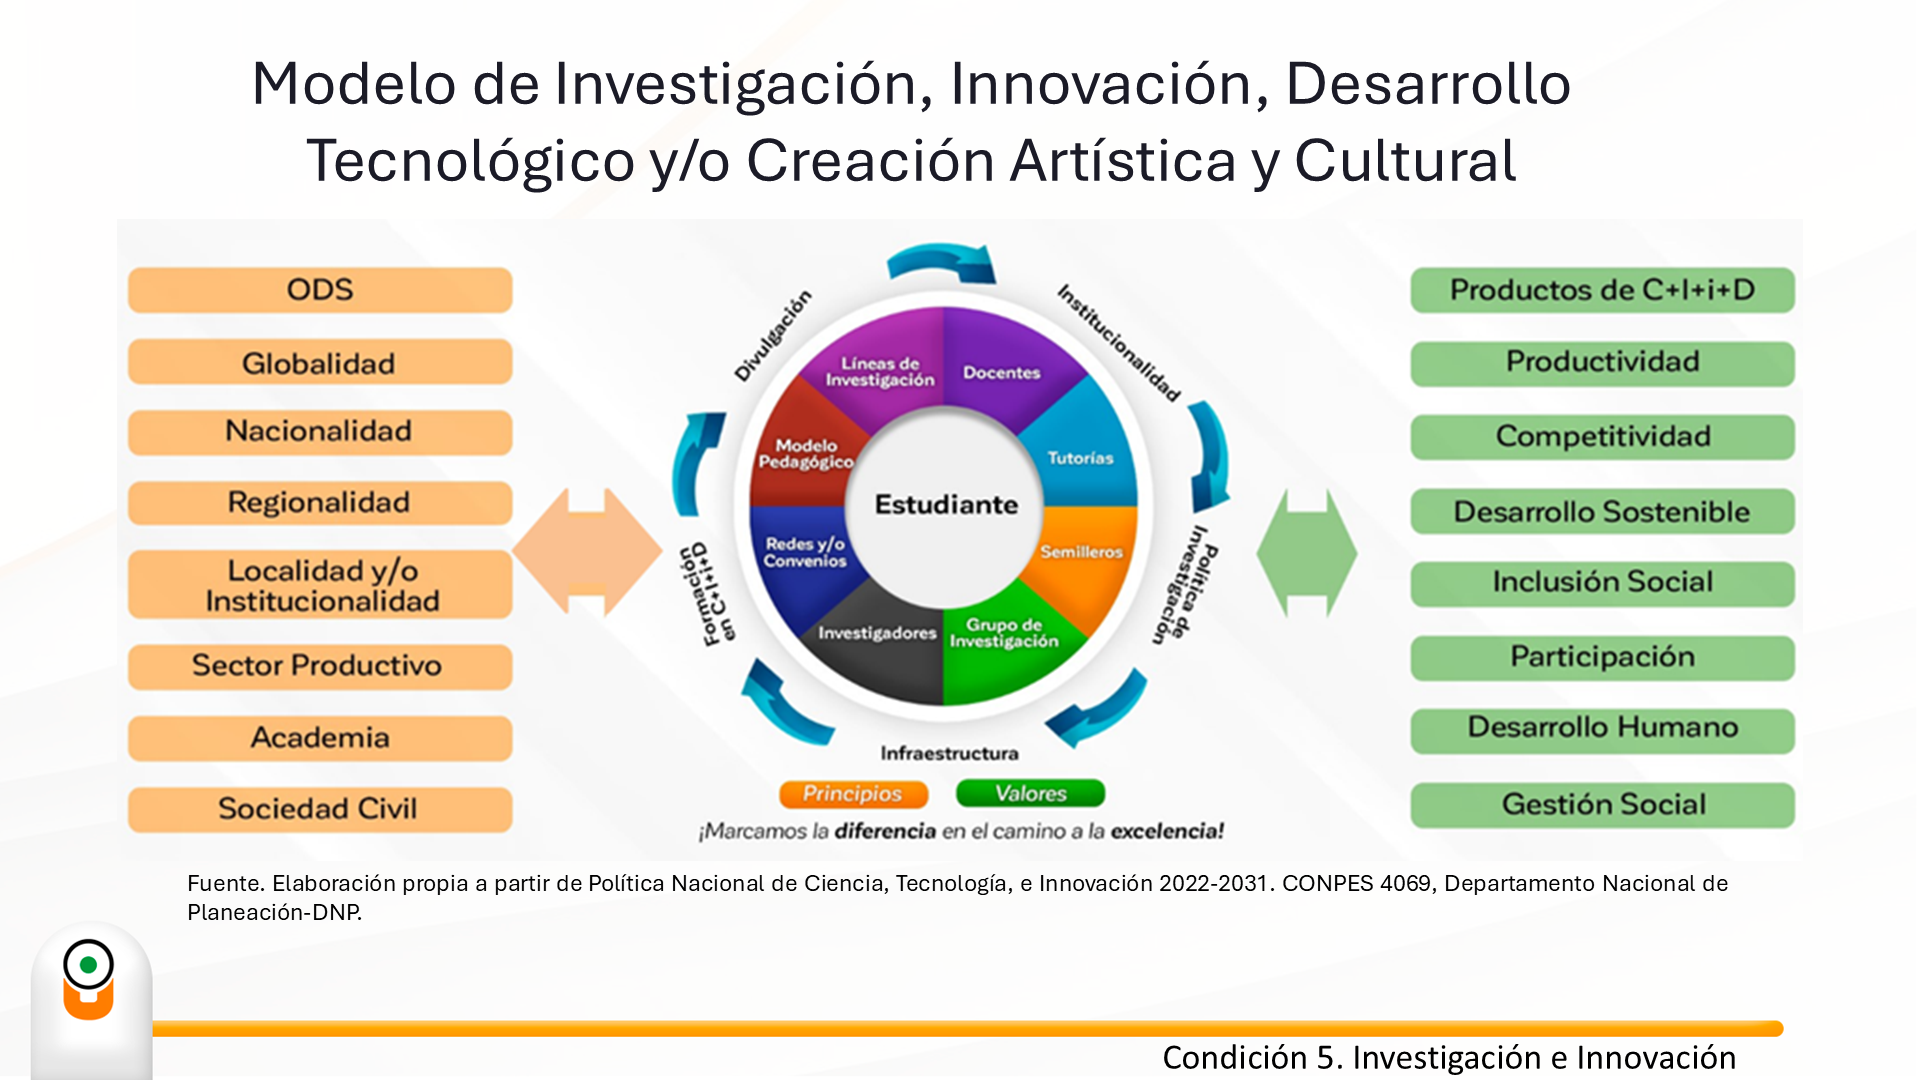 Modelo de Investigación, Innovación, Desarrollo
Tecnológico y/o Creación Artística y Cultural
ODS
Globalidad
Nacionalidad
Regionalidad
Localidad y/o
Institucionalidad
Sector Productivo
Academia
Sociedad Civil
Divulgación
Institucionalidad
Política de
Investigación
Infraestructura
Formación
en C+I+i+D
Líneas de
Investigación
Docentes
Tutorías
Semilleros
Grupo de
Investigación
Investigadores
Redes y/o
Convenios
Modelo
Pedagógico
Estudiante
Principios
Valores
¡Marcamos la diferencia en el camino a la excelencia!
Productos de C+I+i+D
Productividad
Competitividad
Desarrollo Sostenible
Inclusión Social
Participación
Desarrollo Humano
Gestión Social
Fuente. Elaboración propia a partir de Política Nacional de Ciencia, Tecnología, e Innovación 2022-2031. CONPES 4069, Departamento Nacional de
Planeación-DNP.
Condición 5. Investigación e Innovación